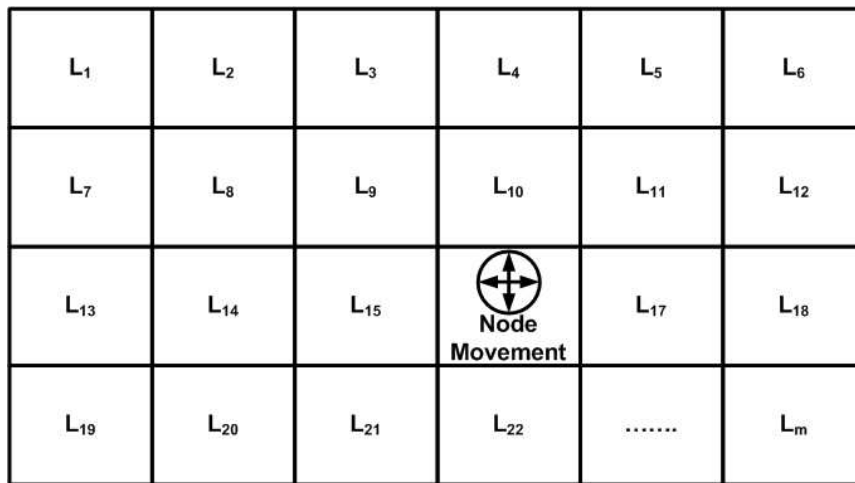 L₁ L₂ L₃ L₄ L₅ L₆
L₇ L₈ L₉ L₁₀ L₁₁ L₁₂
L₁₃ L₁₄ L₁₅ Node Movement L₁₇ L₁₈
L₁₉ L₂₀ L₂₁ L₂₂ ....... Lₘ